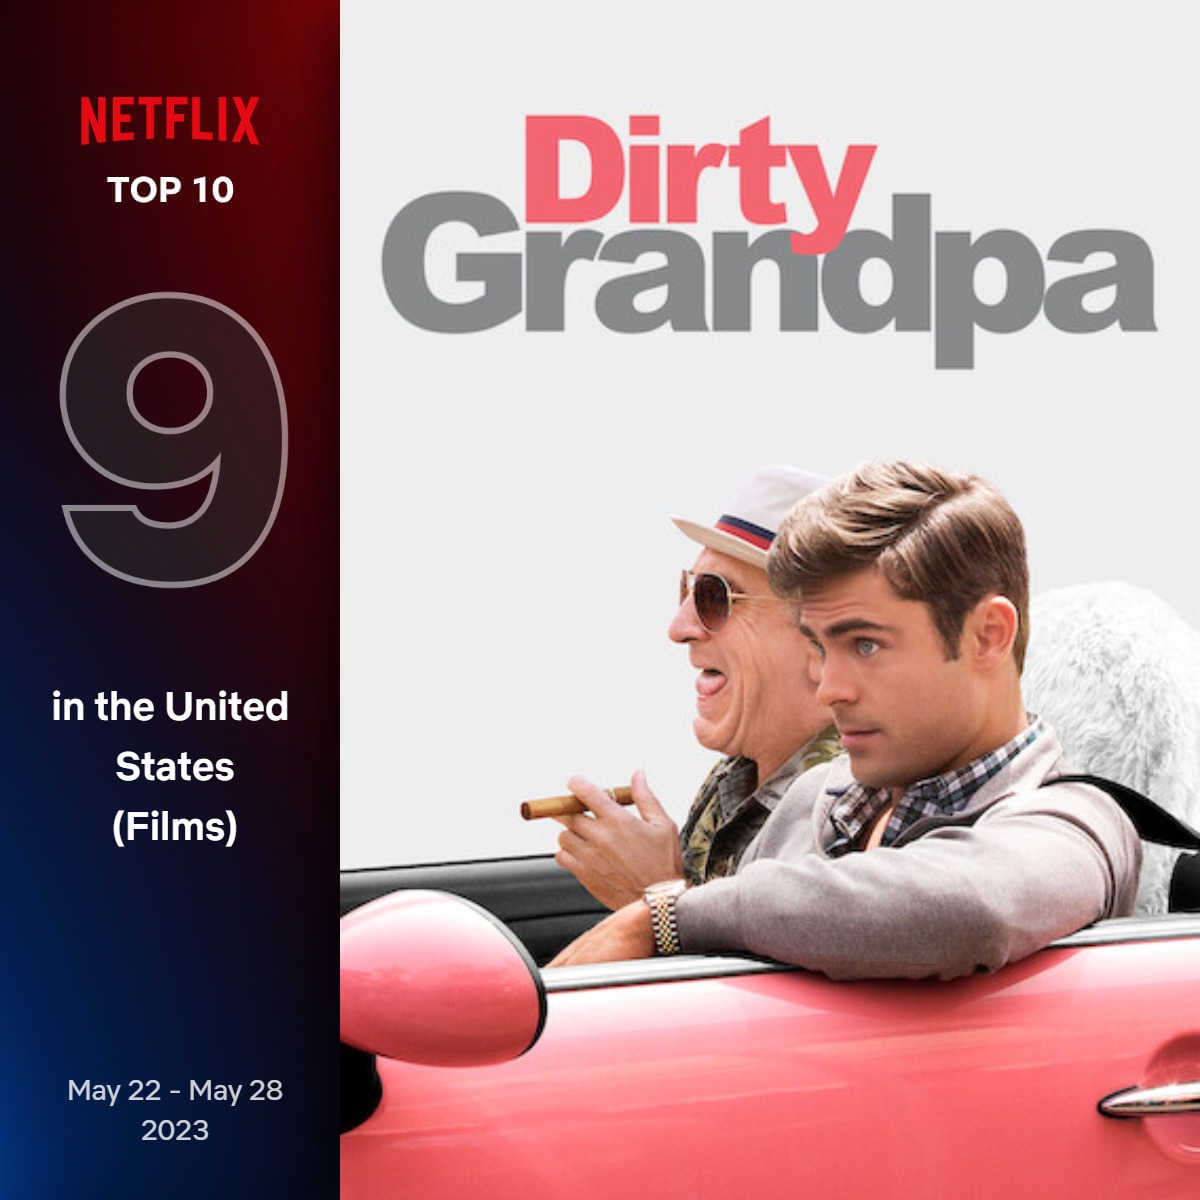 NETFLIX
TOP 10
9
in the United
States
(Films)
May 22 - May 28
2023
Dirty
Grandpa